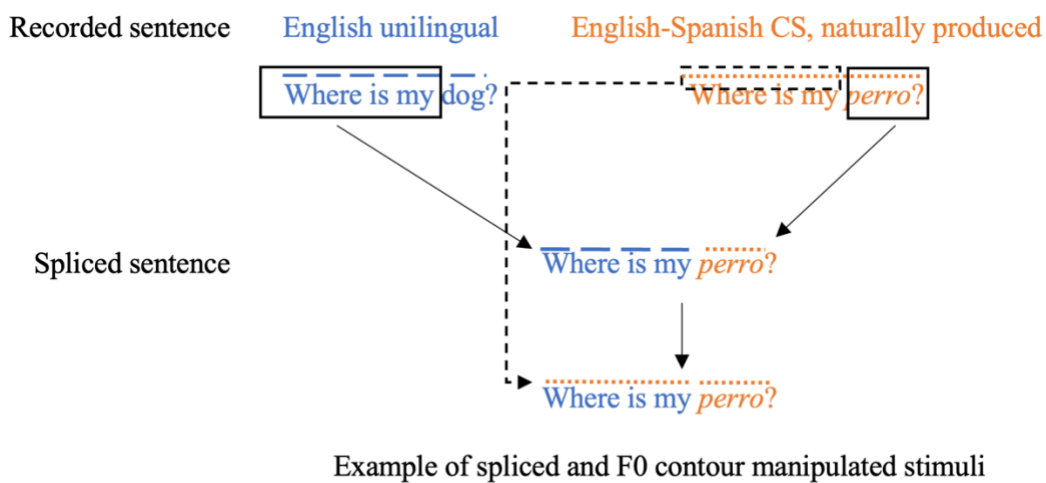 Recorded sentence English unilingual English-Spanish CS, naturally produced
Where is my dog? Where is my perro?
Spliced sentence Where is my perro?
Where is my perro?
Example of spliced and F0 contour manipulated stimuli